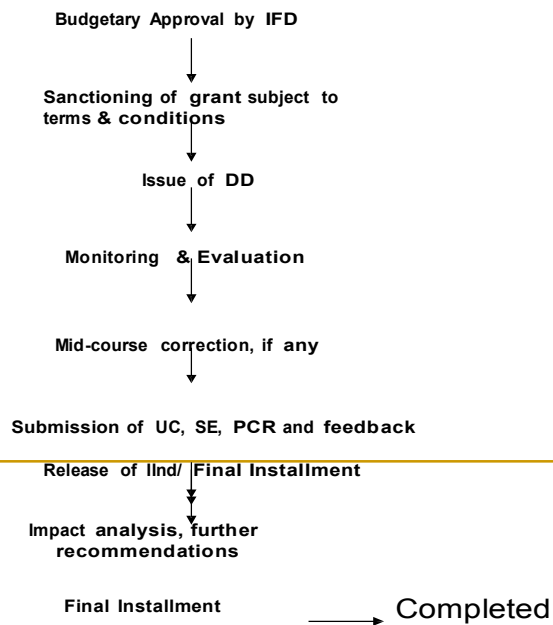 Budgetary Approval by IFD
Sanctioning of grant subject to
terms & conditions
Issue of DD
Monitoring & Evaluation
Mid-course correction, if any
Submission of UC, SE, PCR and feedback
Release of IInd/ Final Installment
Impact analysis, further
recommendations
Final Installment
Completed